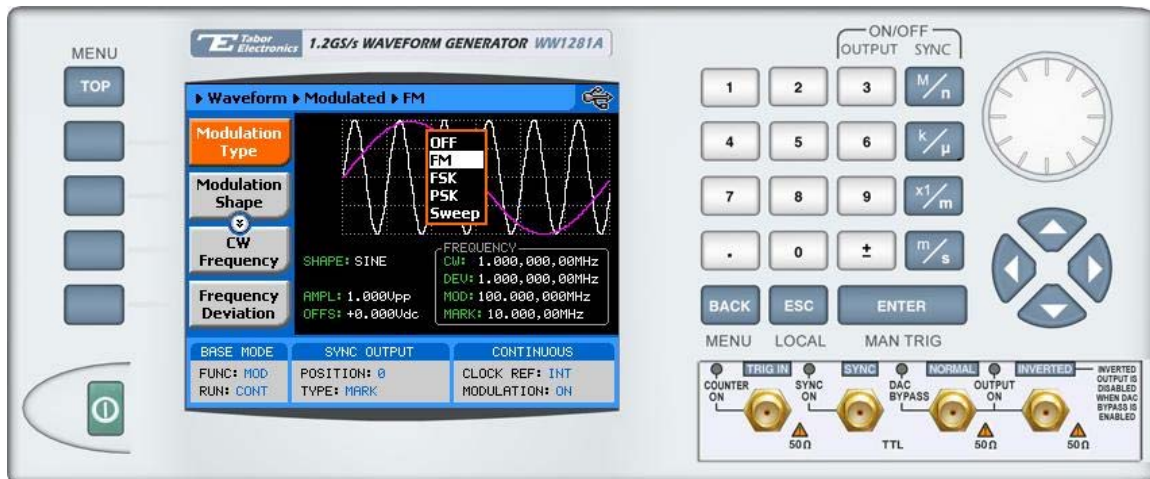 MENU
TOP
Tabor Electronics 1.2GS/s WAVEFORM GENERATOR WW1281A
Waveform Modulated FM
Modulation Type
Modulation Shape
CW Frequency
Frequency Deviation
OFF
FM
FSK
PSK
Sweep
SHAPE: SINE
AMPL: 1.000Vpp
OFFS: +0.000Vdc
FREQUENCY
CW: 1.000,000,00MHz
DEV: 1.000,000,00MHz
MOD: 100.000,000MHz
MARK: 10.000,00MHz
BASE MODE
FUNC: MOD
RUN: CONT
SYNC OUTPUT
POSITION: 0
TYPE: MARK
CONTINUOUS
CLOCK REF: INT
MODULATION: ON
ON/OFF
OUTPUT SYNC
1 2 3 M/n
4 5 6 k/μ
7 8 9 x1/m
. 0 ± m/s
BACK ESC ENTER
MENU LOCAL MAN TRIG
TRIG IN SYNC NORMAL INVERTED
COUNTER ON
SYNC ON
DAC BYPASS
OUTPUT ON
INVERTED
OUTPUT IS
DISABLED
WHEN DAC
BYPASS IS
ENABLED
50Ω TTL 50Ω 50Ω